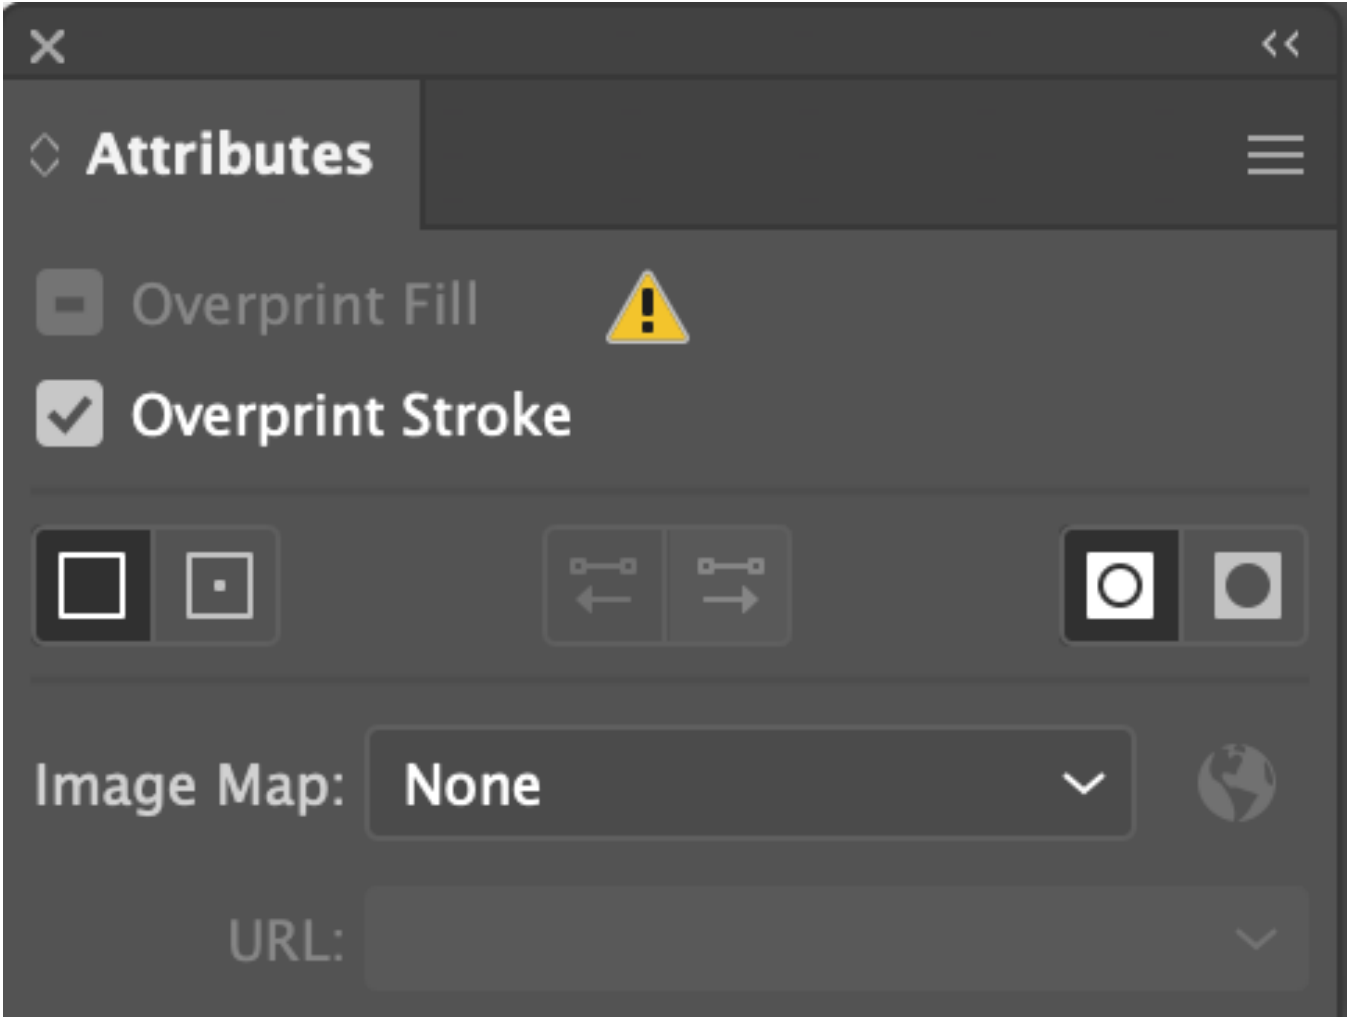 Attributes
Overprint Fill
Overprint Stroke
Image Map: None
URL: